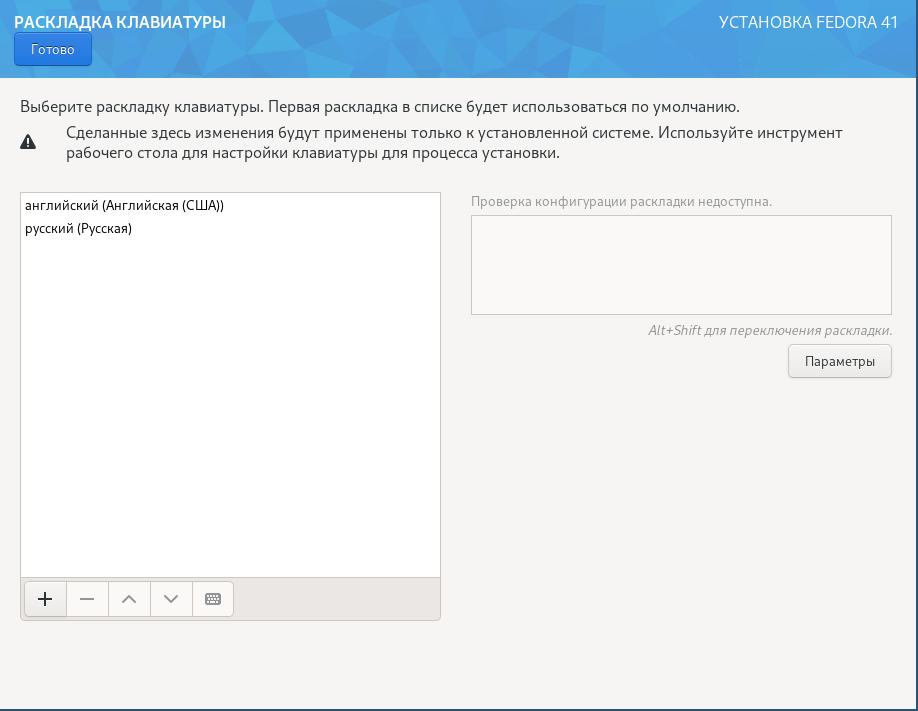 РАСКЛАДКА КЛАВИАТУРЫ
УСТАНОВКА FEDORA 41
Готово
Выберите раскладку клавиатуры. Первая раскладка в списке будет использоваться по умолчанию.
Сделанные здесь изменения будут применены только к установленной системе. Используйте инструмент
рабочего стола для настройки клавиатуры для процесса установки.
английский (Английская (США))
русский (Русская)
Проверка конфигурации раскладки недоступна.
Alt+Shift для переключения раскладки.
Параметры